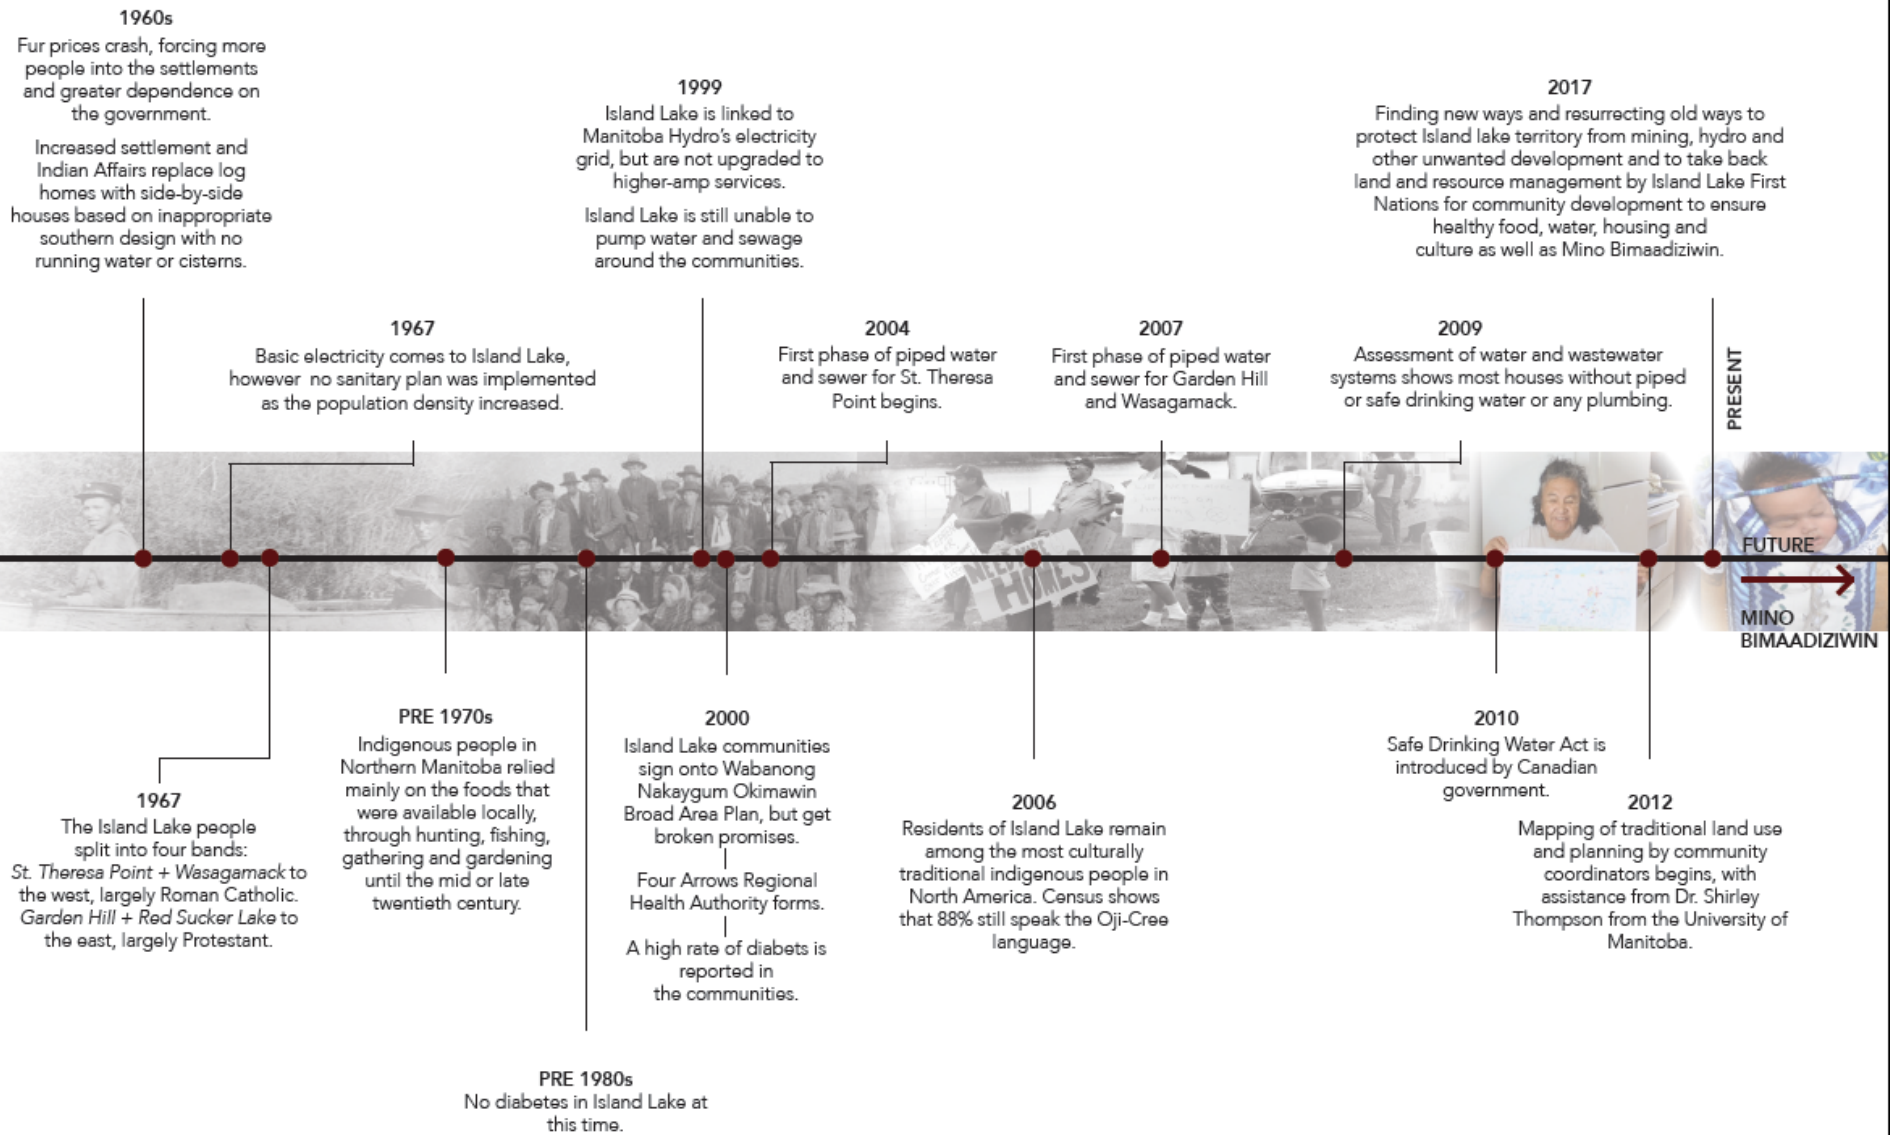 1960s
Fur prices crash, forcing more
people into the settlements
and greater dependence on
the government.
Increased settlement and
Indian Affairs replace log
homes with side-by-side
houses based on inappropriate
southern design with no
running water or cisterns.
1967
Basic electricity comes to Island Lake,
however no sanitary plan was implemented
as the population density increased.
1999
Island Lake is linked to
Manitoba Hydro's electricity
grid, but are not upgraded to
higher-amp services.
Island Lake is still unable to
pump water and sewage
around the communities.
2004
First phase of piped water
and sewer for St. Theresa
Point begins.
2007
First phase of piped water
and sewer for Garden Hill
and Wasagamack.
2009
Assessment of water and wastewater
systems shows most houses without piped
or safe drinking water or any plumbing.
2017
Finding new ways and resurrecting old ways to
protect Island lake territory from mining, hydro and
other unwanted development and to take back
land and resource management by Island Lake First
Nations for community development to ensure
healthy food, water, housing and
culture as well as Mino Bimaadiziwin.
PRESENT
NEED
HOMES
FUTURE
MINO
BIMAADIZIWIN
1967
The Island Lake people
split into four bands:
St. Theresa Point + Wasagamack to
the west, largely Roman Catholic.
Garden Hill + Red Sucker Lake to
the east, largely Protestant.
PRE 1970s
Indigenous people in
Northern Manitoba relied
mainly on the foods that
were available locally,
through hunting, fishing,
gathering and gardening
until the mid or late
twentieth century.
PRE 1980s
No diabetes in Island Lake at
this time.
2000
Island Lake communities
sign onto Wabanong
Nakaygum Okimawin
Broad Area Plan, but get
broken promises.
Four Arrows Regional
Health Authority forms.
A high rate of diabets is
reported in
the communities.
2006
Residents of Island Lake remain
among the most culturally
traditional indigenous people in
North America. Census shows
that 88% still speak the Oji-Cree
language.
2010
Safe Drinking Water Act is
introduced by Canadian
government.
2012
Mapping of traditional land use
and planning by community
coordinators begins, with
assistance from Dr. Shirley
Thompson from the University of
Manitoba.